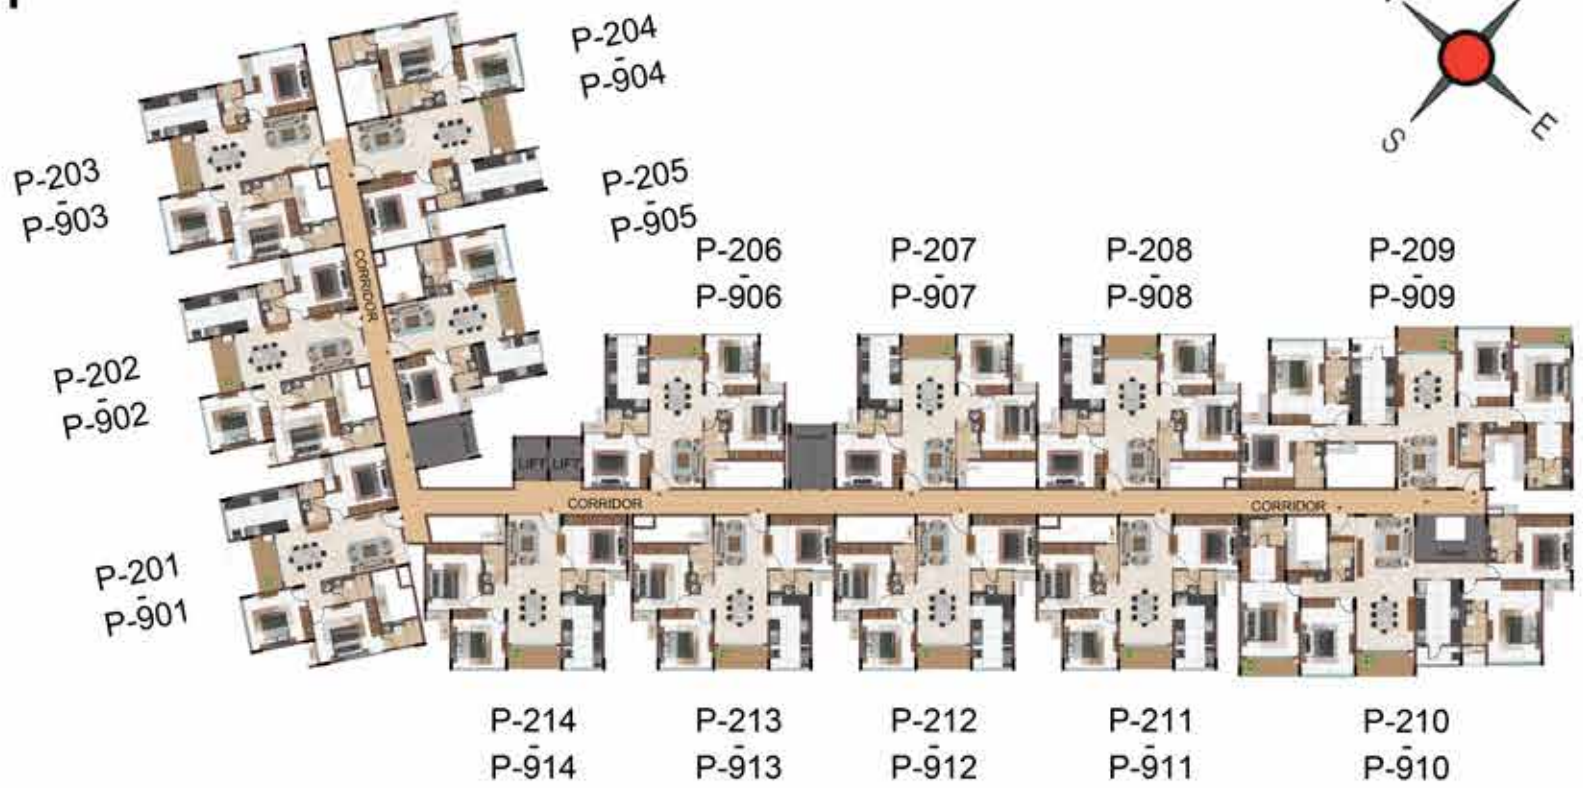 P-204
-
P-904
S
E
P-203
-
P-903
P-205
-
P-905
P-206
-
P-906
P-207
-
P-907
P-208
-
P-908
P-209
-
P-909
CORRIDOR
P-202
-
P-902
LIFT LIFT
CORRIDOR
CORRIDOR
P-201
-
P-901
P-214
-
P-914
P-213
-
P-913
P-212
-
P-912
P-211
-
P-911
P-210
-
P-910